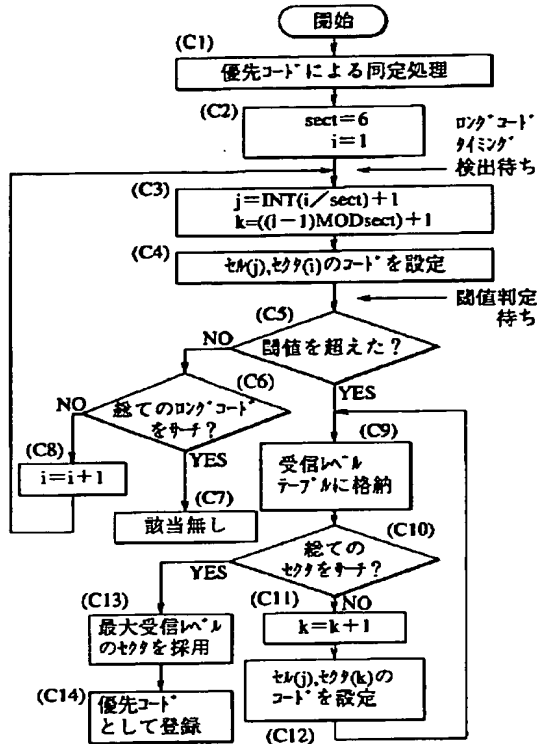 開始
(C1)
優先コードによる同定処理
(C2)
sect=6
i=1
ロングコード
タイミング
検出待ち
(C3)
j=INT(i/sect)+1
k=((i-1)MODsect)+1
(C4)
セル(j),セクタ(i)のコードを設定
閾値判定
待ち
(C5)
閾値を超えた?
NO
YES
(C6)
総てのロングコード
をサーチ?
NO
YES
(C8)
i=i+1
(C7)
該当無し
(C9)
受信レベル
テーブルに格納
(C10)
総ての
セクタをサーチ?
YES
NO
(C11)
k=k+1
(C13)
最大受信レベル
のセクタを採用
セル(j),セクタ(k)の
コードを設定
(C12)
(C14)
優先コード
として登録